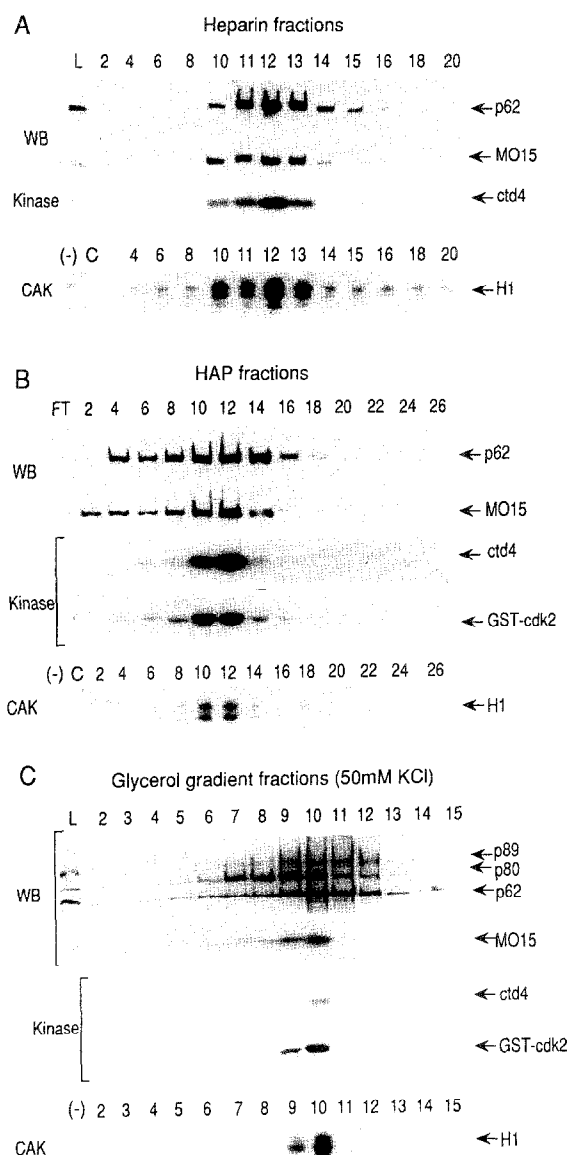 A
Heparin fractions
L 2 4 6 8 10 11 12 13 14 15 16 18 20
p62
WB
MO15
Kinase
ctd4
(-) C 4 6 8 10 11 12 13 14 15 16 18 20
CAK
H1
B
HAP fractions
FT 2 4 6 8 10 12 14 16 18 20 22 24 26
p62
WB
MO15
ctd4
Kinase
GST-cdk2
(-) C 4 6 8 10 12 14 16 18 20 22 24 26
CAK
H1
C
Glycerol gradient fractions (50mM KCl)
L 2 3 4 5 6 7 8 9 10 11 12 13 14 15
p89
p80
WB
p62
MO15
ctd4
Kinase
GST-cdk2
(-) 2 3 4 5 6 7 8 9 10 11 12 13 14 15
CAK
H1